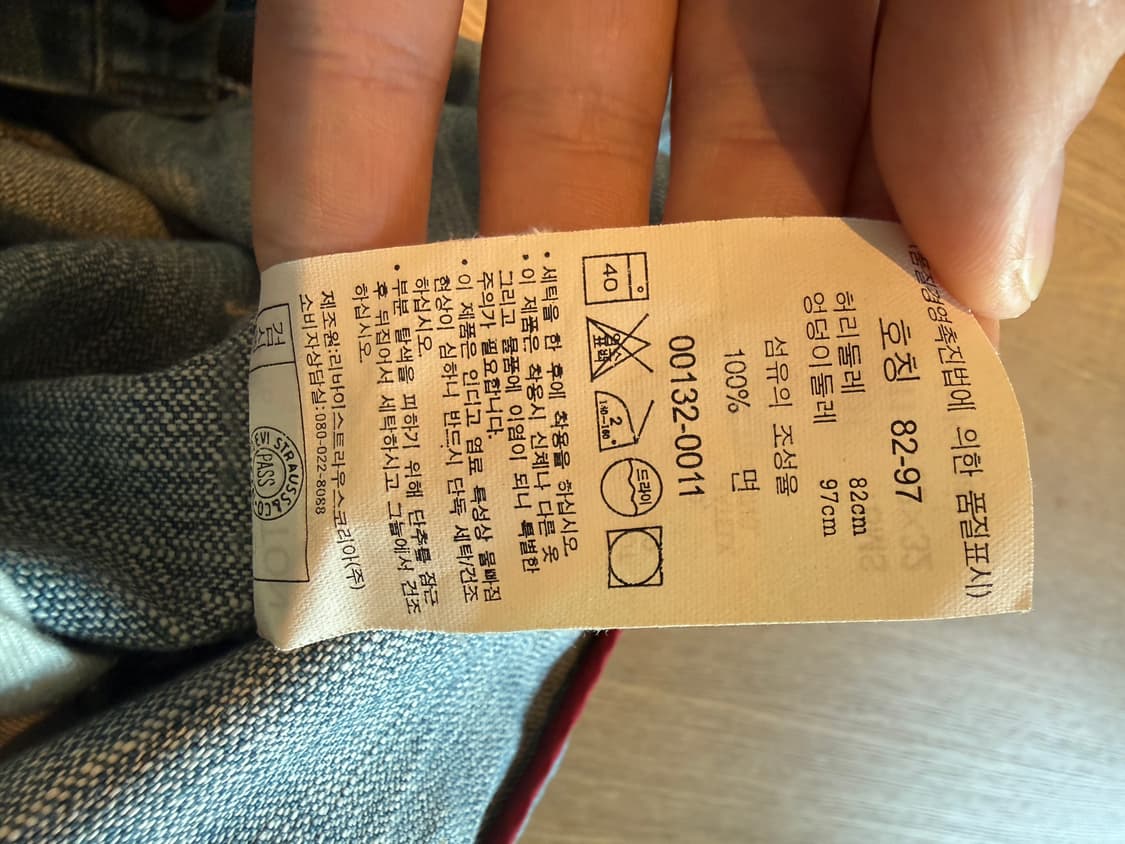 품질경영촉진법에 의한 품질표시)
호칭 82-97
허리둘레 82cm
엉덩이둘레 97cm
섬유의 조성율
100% 면
00132-0011
40
염소표백
2
140~160°
드라이
• 세탁을 한 후에 착용을 하십시오
• 이 제품은 착용시 신체나 다른 옷
그리고 물품에 이염이 되니 특별한
주의가 필요합니다.
• 이 제품은 인디고 염료 특성상 물빠짐
현상이 심하니 반드시 단독 세탁/건조
하십시오.
• 부분 탈색을 피하기 위해 단추를 잠근
후 뒤집어서 세탁하시고 그늘에서 건조
하십시오.
제조원:리바이스트라우스코리아(주)
소비자상담실:080-022-8088
검
LEVI STRAUSS
PASS
& CO